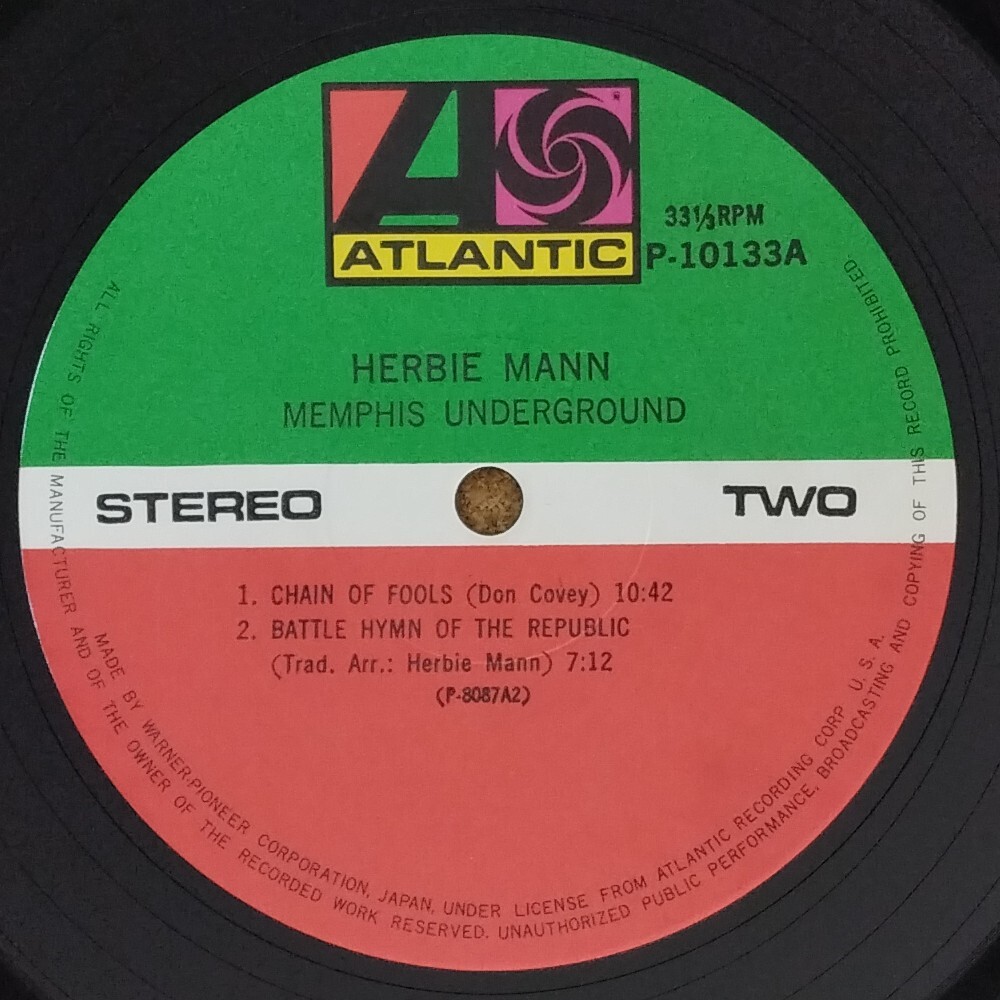 ATLANTIC
33⅓RPM
P-10133A
HERBIE MANN
MEMPHIS UNDERGROUND
STEREO
TWO
1. CHAIN OF FOOLS (Don Covey) 10:42
2. BATTLE HYMN OF THE REPUBLIC
(Trad. Arr.: Herbie Mann) 7:12
(P-8087A2)
MADE BY WARNER-PIONEER CORPORATION, JAPAN, UNDER LICENSE FROM ATLANTIC RECORDING CORP U. S. A.
ALL RIGHTS OF THE MANUFACTURER AND OF THE OWNER OF THE RECORDED WORK RESERVED. UNAUTHORIZED PUBLIC PERFORMANCE, BROADCASTING AND COPYING OF THIS RECORD PROHIBITED.